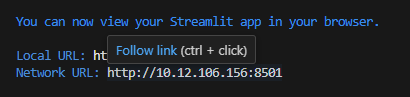 You can now view your Streamlit app in your browser.
Local URL: ht
Follow link (ctrl + click)
Network URL: http://10.12.106.156:8501